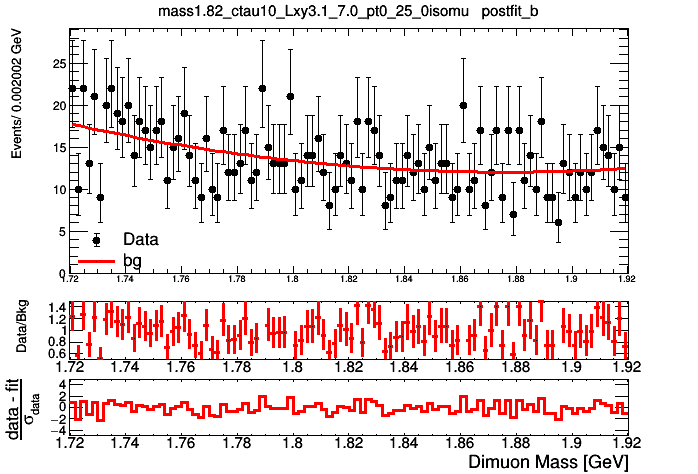 mass1.82_ctau10_Lxy3.1_7.0_pt0_25_0isomu postfit_b
Events/ 0.002002 GeV
25
20
15
10
5
0
Data
bg
1.72 1.74 1.76 1.78 1.8 1.82 1.84 1.86 1.88 1.9 1.92
Data/Bkg
1.4
1.2
1
0.8
0.6
1.72 1.74 1.76 1.78 1.8 1.82 1.84 1.86 1.88 1.9 1.92
data - fit
σdata
4
2
0
−2
−4
1.72 1.74 1.76 1.78 1.8 1.82 1.84 1.86 1.88 1.9 1.92
Dimuon Mass [GeV]